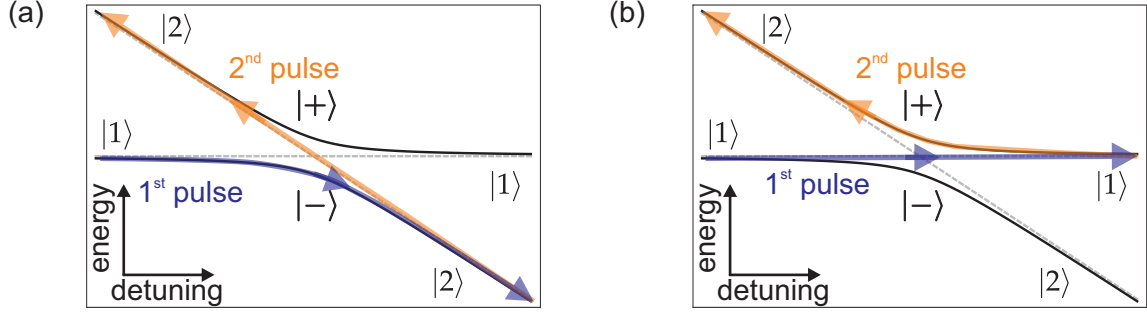 (a)
|2⟩
2nd pulse
|+⟩
|1⟩
|1⟩
1st pulse
|−⟩
energy
|2⟩
detuning
(b)
|2⟩
2nd pulse
|+⟩
|1⟩
|1⟩
1st pulse
|−⟩
energy
|2⟩
detuning